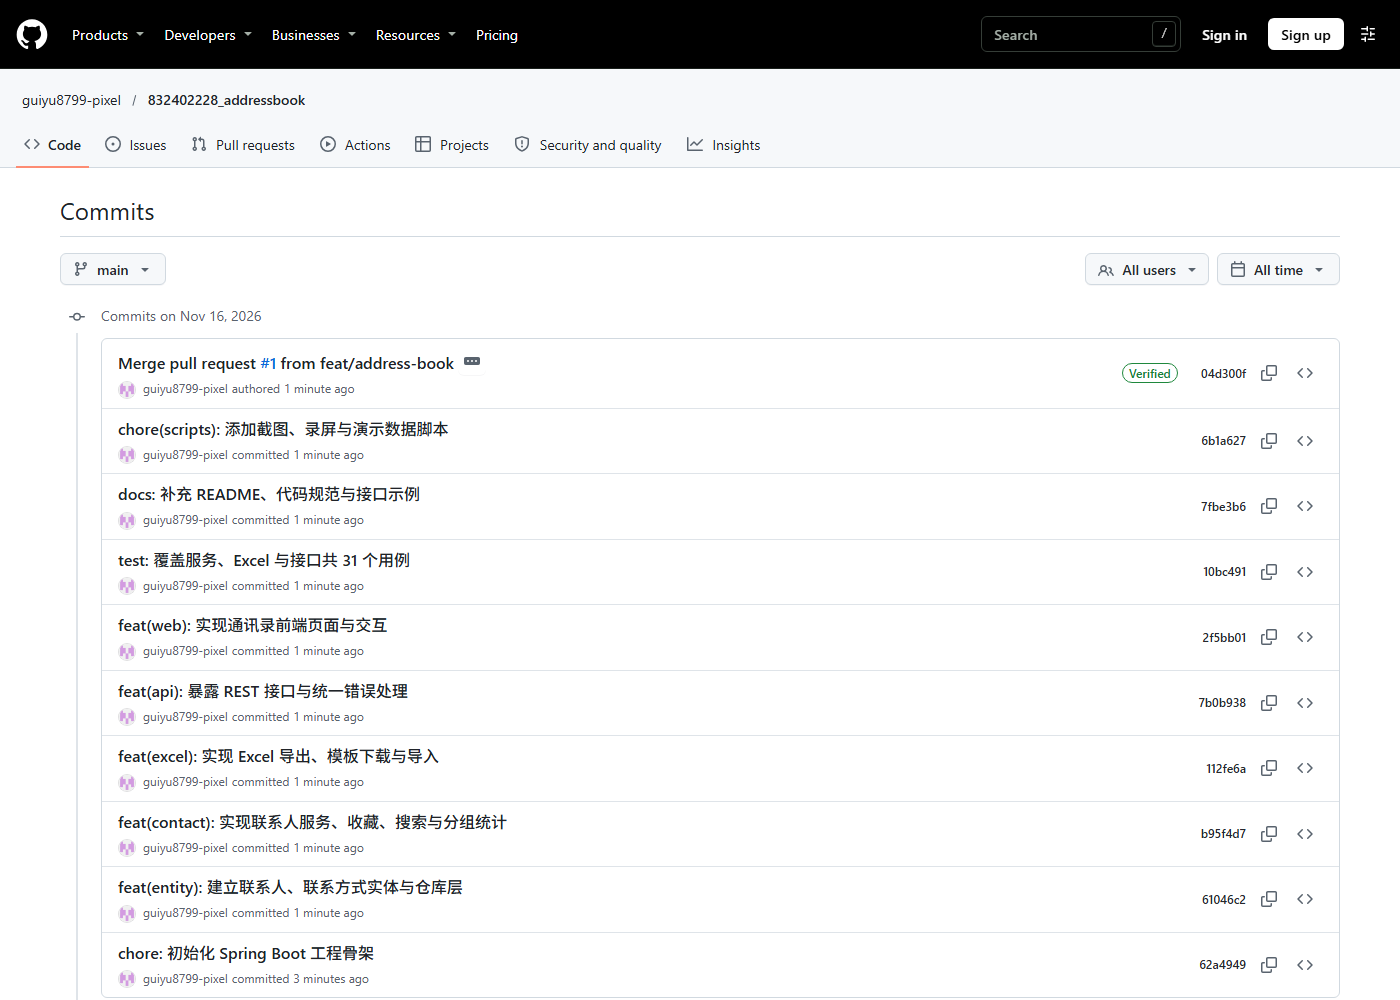 Products Developers Businesses Resources Pricing Search / Sign in Sign up
guiyu8799-pixel / 832402228_addressbook
Code Issues Pull requests Actions Projects Security and quality Insights
Commits
main All users All time
Commits on Nov 16, 2026
Merge pull request #1 from feat/address-book
Verified 04d300f
guiyu8799-pixel authored 1 minute ago
chore(scripts): 添加截图、录屏与演示数据脚本
6b1a627
guiyu8799-pixel committed 1 minute ago
docs: 补充 README、代码规范与接口示例
7fbe3b6
guiyu8799-pixel committed 1 minute ago
test: 覆盖服务、Excel 与接口共 31 个用例
10bc491
guiyu8799-pixel committed 1 minute ago
feat(web): 实现通讯录前端页面与交互
2f5bb01
guiyu8799-pixel committed 1 minute ago
feat(api): 暴露 REST 接口与统一错误处理
7b0b938
guiyu8799-pixel committed 1 minute ago
feat(excel): 实现 Excel 导出、模板下载与导入
112fe6a
guiyu8799-pixel committed 1 minute ago
feat(contact): 实现联系人服务、收藏、搜索与分组统计
b95f4d7
guiyu8799-pixel committed 1 minute ago
feat(entity): 建立联系人、联系方式实体与仓库层
61046c2
guiyu8799-pixel committed 1 minute ago
chore: 初始化 Spring Boot 工程骨架
62a4949
guiyu8799-pixel committed 3 minutes ago